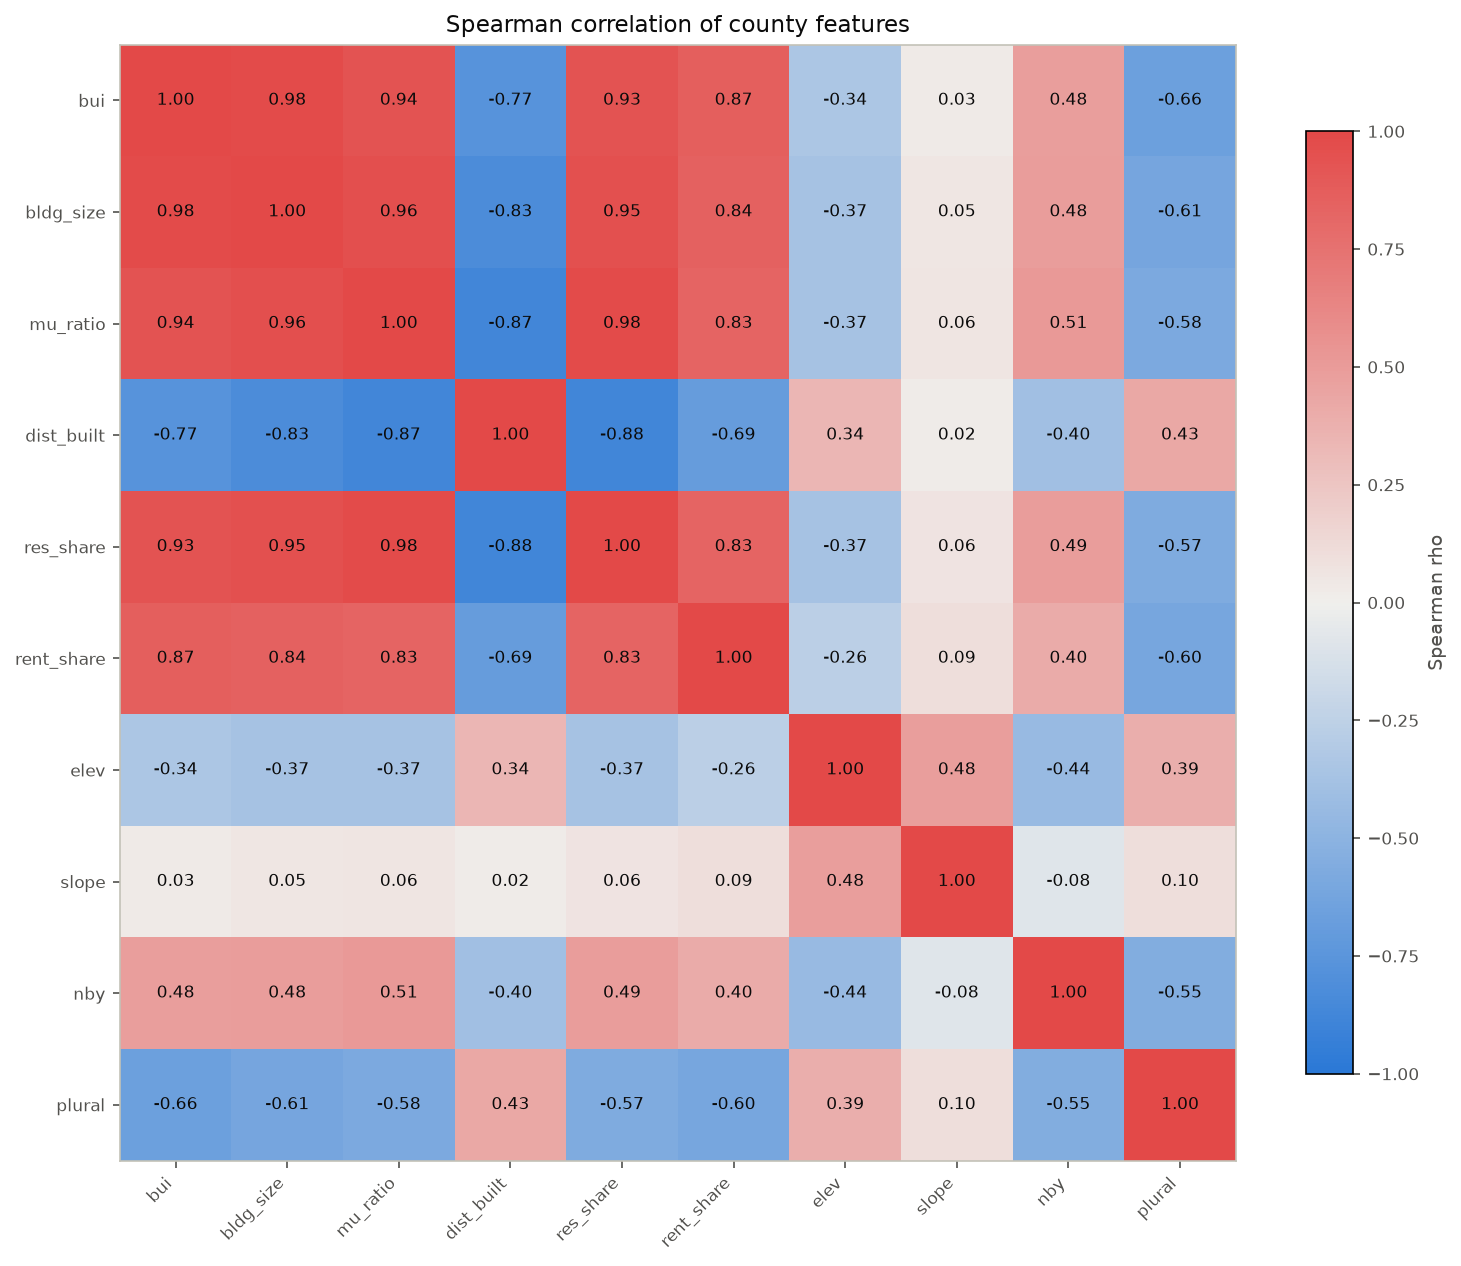 Spearman correlation of county features
bui 1.00 0.98 0.94 -0.77 0.93 0.87 -0.34 0.03 0.48 -0.66
bldg_size 0.98 1.00 0.96 -0.83 0.95 0.84 -0.37 0.05 0.48 -0.61
mu_ratio 0.94 0.96 1.00 -0.87 0.98 0.83 -0.37 0.06 0.51 -0.58
dist_built -0.77 -0.83 -0.87 1.00 -0.88 -0.69 0.34 0.02 -0.40 0.43
res_share 0.93 0.95 0.98 -0.88 1.00 0.83 -0.37 0.06 0.49 -0.57
rent_share 0.87 0.84 0.83 -0.69 0.83 1.00 -0.26 0.09 0.40 -0.60
elev -0.34 -0.37 -0.37 0.34 -0.37 -0.26 1.00 0.48 -0.44 0.39
slope 0.03 0.05 0.06 0.02 0.06 0.09 0.48 1.00 -0.08 0.10
nby 0.48 0.48 0.51 -0.40 0.49 0.40 -0.44 -0.08 1.00 -0.55
plural -0.66 -0.61 -0.58 0.43 -0.57 -0.60 0.39 0.10 -0.55 1.00
bui bldg_size mu_ratio dist_built res_share rent_share elev slope nby plural
1.00
0.75
0.50
0.25
0.00
−0.25
−0.50
−0.75
−1.00
Spearman rho